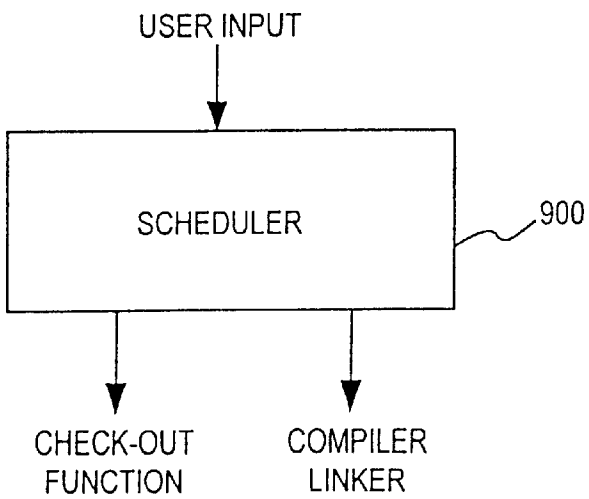 USER INPUT
SCHEDULER
900
CHECK-OUT
FUNCTION
COMPILER
LINKER